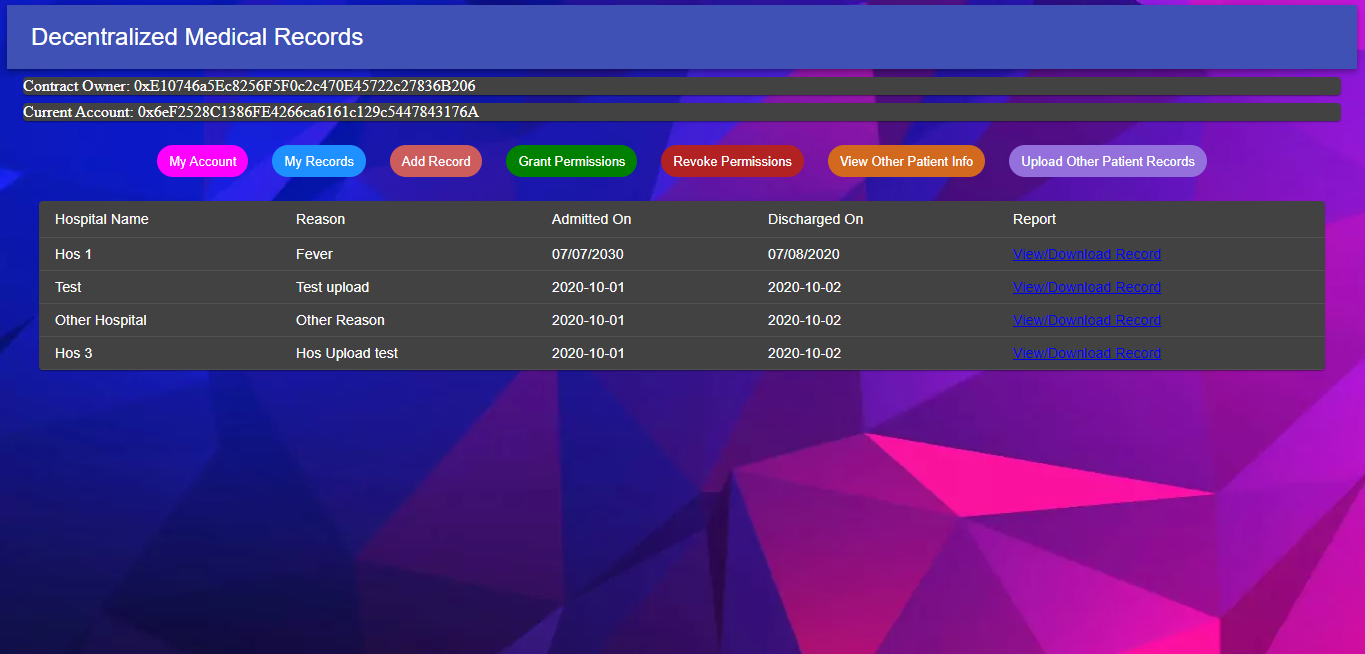 Decentralized Medical Records
Contract Owner: 0xE10746a5Ec8256F5F0c2c470E45722c27836B206
Current Account: 0x6eF2528C1386FE4266ca6161c129c5447843176A
My Account My Records Add Record Grant Permissions Revoke Permissions View Other Patient Info Upload Other Patient Records
Hospital Name Reason Admitted On Discharged On Report
Hos 1 Fever 07/07/2030 07/08/2020 View/Download Record
Test Test upload 2020-10-01 2020-10-02 View/Download Record
Other Hospital Other Reason 2020-10-01 2020-10-02 View/Download Record
Hos 3 Hos Upload test 2020-10-01 2020-10-02 View/Download Record